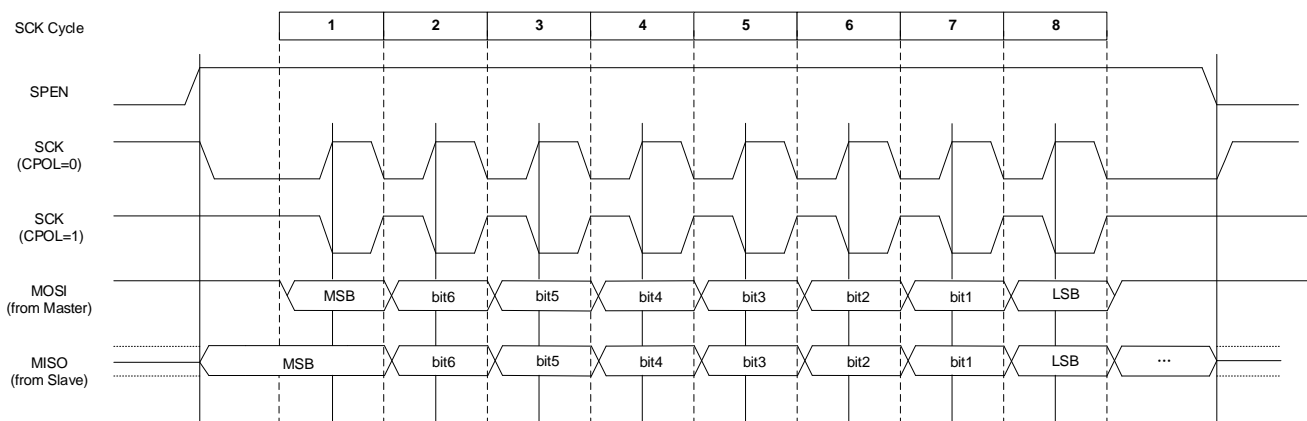 SCK Cycle 1 2 3 4 5 6 7 8
SPEN
SCK
(CPOL=0)
SCK
(CPOL=1)
MOSI
(from Master)
MSB bit6 bit5 bit4 bit3 bit2 bit1 LSB
MISO
(from Slave)
MSB bit6 bit5 bit4 bit3 bit2 bit1 LSB ...